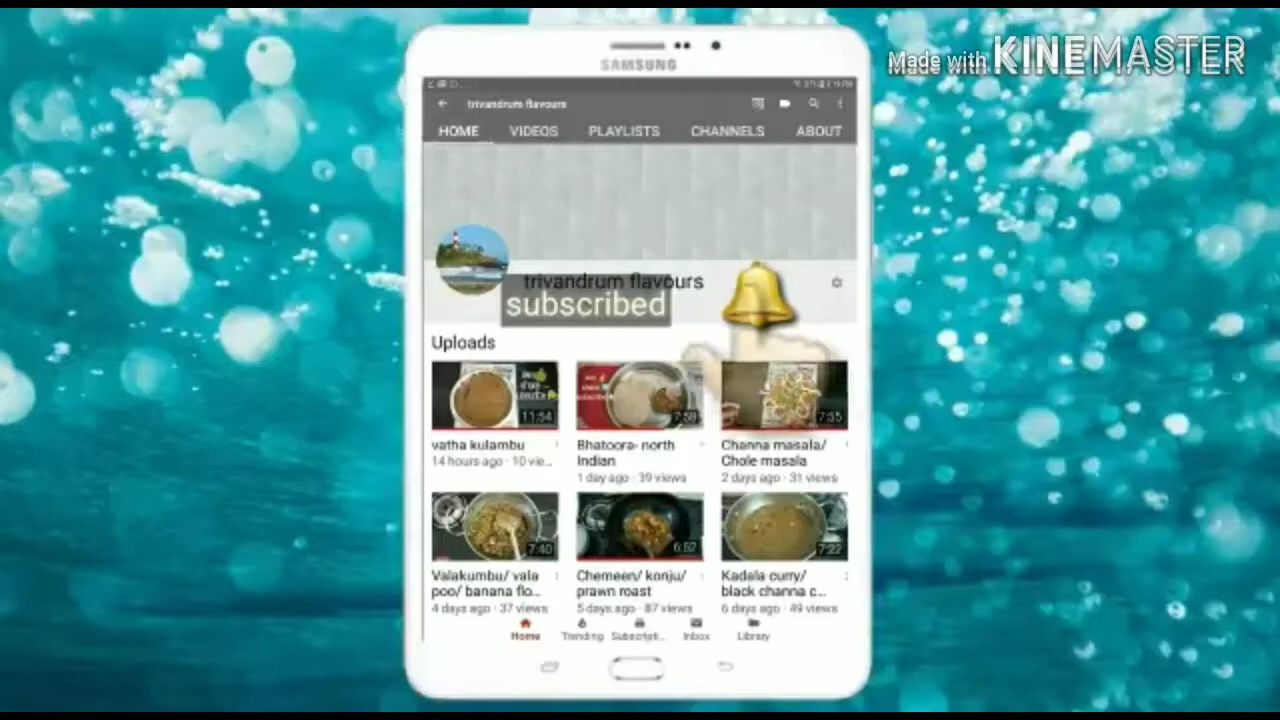 Made with KINEMASTER
SAMSUNG
trivandrum flavours
HOME VIDEOS PLAYLISTS CHANNELS ABOUT
trivandrum flavours
subscribed
Uploads
11:54
7:58
7:35
vatha kulambu
14 hours ago · 10 vie...
Bhatoora- north
Indian
1 day ago · 39 views
Channa masala/
Chole masala
2 days ago · 31 views
7:40
6:52
7:22
Valakumbu/ vala
poo/ banana flo...
4 days ago · 37 views
Chemeen/ konju/
prawn roast
5 days ago · 87 views
Kadala curry/
black channa c...
6 days ago · 49 views
Home Trending Subscripti... Inbox Library